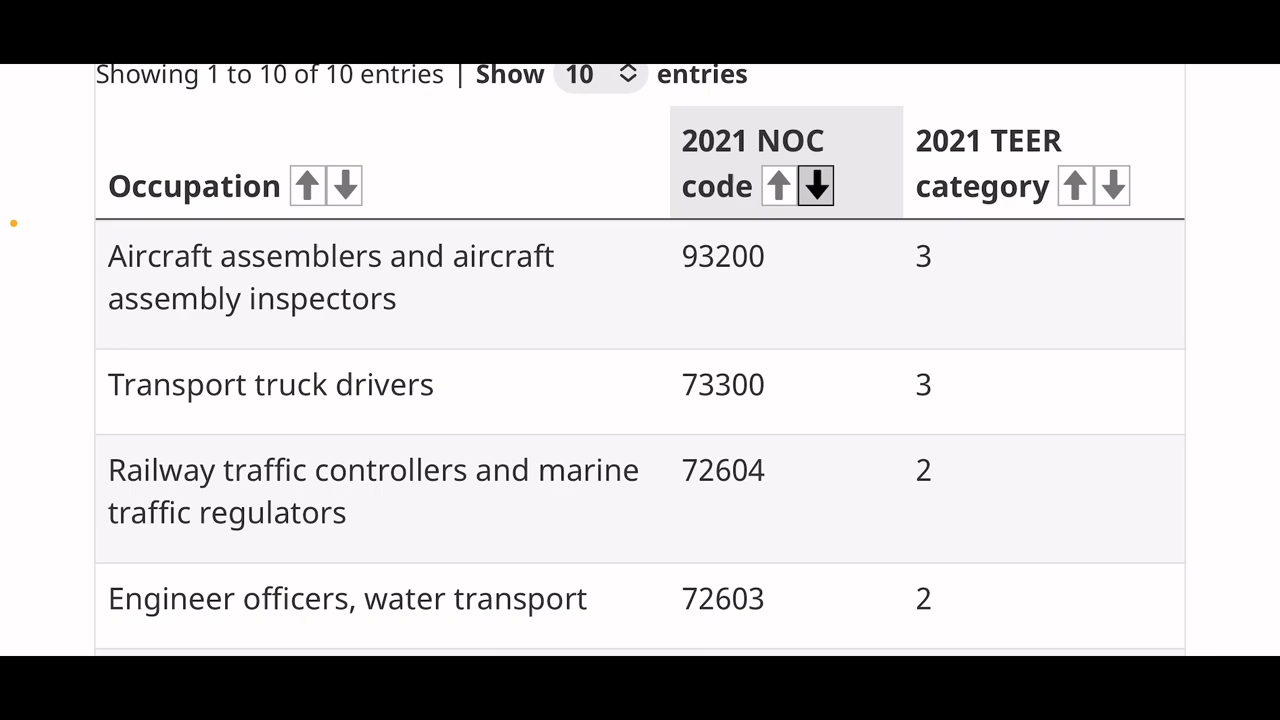 Showing 1 to 10 of 10 entries | Show 10 entries
2021 NOC 2021 TEER
Occupation code category
Aircraft assemblers and aircraft 93200 3
assembly inspectors
Transport truck drivers 73300 3
Railway traffic controllers and marine 72604 2
traffic regulators
Engineer officers, water transport 72603 2